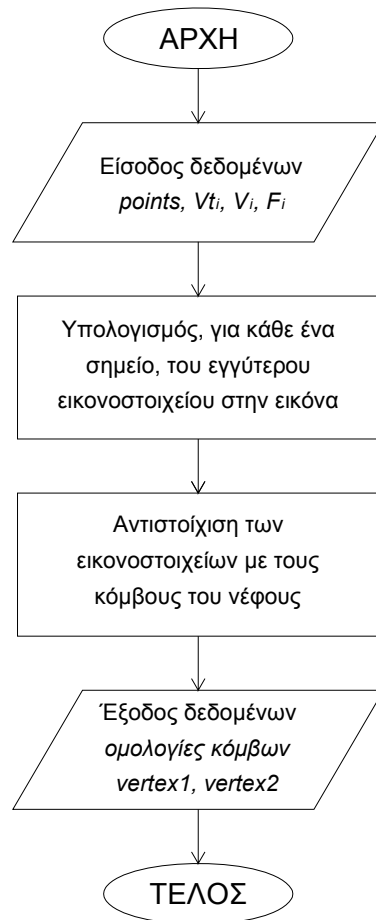 ΑΡΧΗ
Είσοδος δεδομένων
points, Vti, Vi, Fi
Υπολογισμός, για κάθε ένα
σημείο, του εγγύτερου
εικονοστοιχείου στην εικόνα
Αντιστοίχιση των
εικονοστοιχείων με τους
κόμβους του νέφους
Έξοδος δεδομένων
ομολογίες κόμβων
vertex1, vertex2
ΤΕΛΟΣ